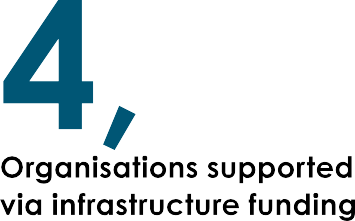 4,
Organisations supported
via infrastructure funding